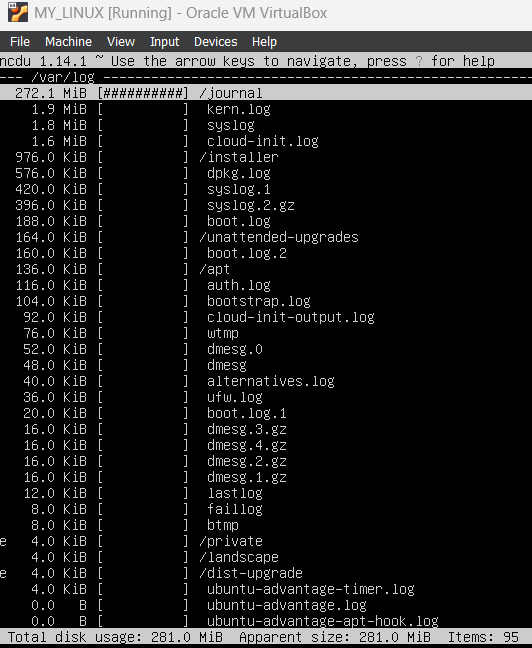 MY_LINUX [Running] - Oracle VM VirtualBox
File Machine View Input Devices Help
ncdu 1.14.1 ~ Use the arrow keys to navigate, press ? for help
--- /var/log ---
272.1 MiB [##########] /journal
1.9 MiB [          ] kern.log
1.8 MiB [          ] syslog
1.6 MiB [          ] cloud-init.log
976.0 KiB [          ] /installer
576.0 KiB [          ] dpkg.log
420.0 KiB [          ] syslog.1
396.0 KiB [          ] syslog.2.gz
188.0 KiB [          ] boot.log
164.0 KiB [          ] /unattended-upgrades
160.0 KiB [          ] boot.log.2
136.0 KiB [          ] /apt
116.0 KiB [          ] auth.log
104.0 KiB [          ] bootstrap.log
92.0 KiB [          ] cloud-init-output.log
76.0 KiB [          ] wtmp
52.0 KiB [          ] dmesg.0
48.0 KiB [          ] dmesg
40.0 KiB [          ] alternatives.log
36.0 KiB [          ] ufw.log
20.0 KiB [          ] boot.log.1
16.0 KiB [          ] dmesg.3.gz
16.0 KiB [          ] dmesg.4.gz
16.0 KiB [          ] dmesg.2.gz
16.0 KiB [          ] dmesg.1.gz
12.0 KiB [          ] lastlog
8.0 KiB [          ] faillog
8.0 KiB [          ] btmp
e 4.0 KiB [          ] /private
4.0 KiB [          ] /landscape
e 4.0 KiB [          ] /dist-upgrade
4.0 KiB [          ] ubuntu-advantage-timer.log
0.0 B [          ] ubuntu-advantage.log
0.0 B [          ] ubuntu-advantage-apt-hook.log
Total disk usage: 281.0 MiB Apparent size: 281.0 MiB Items: 95